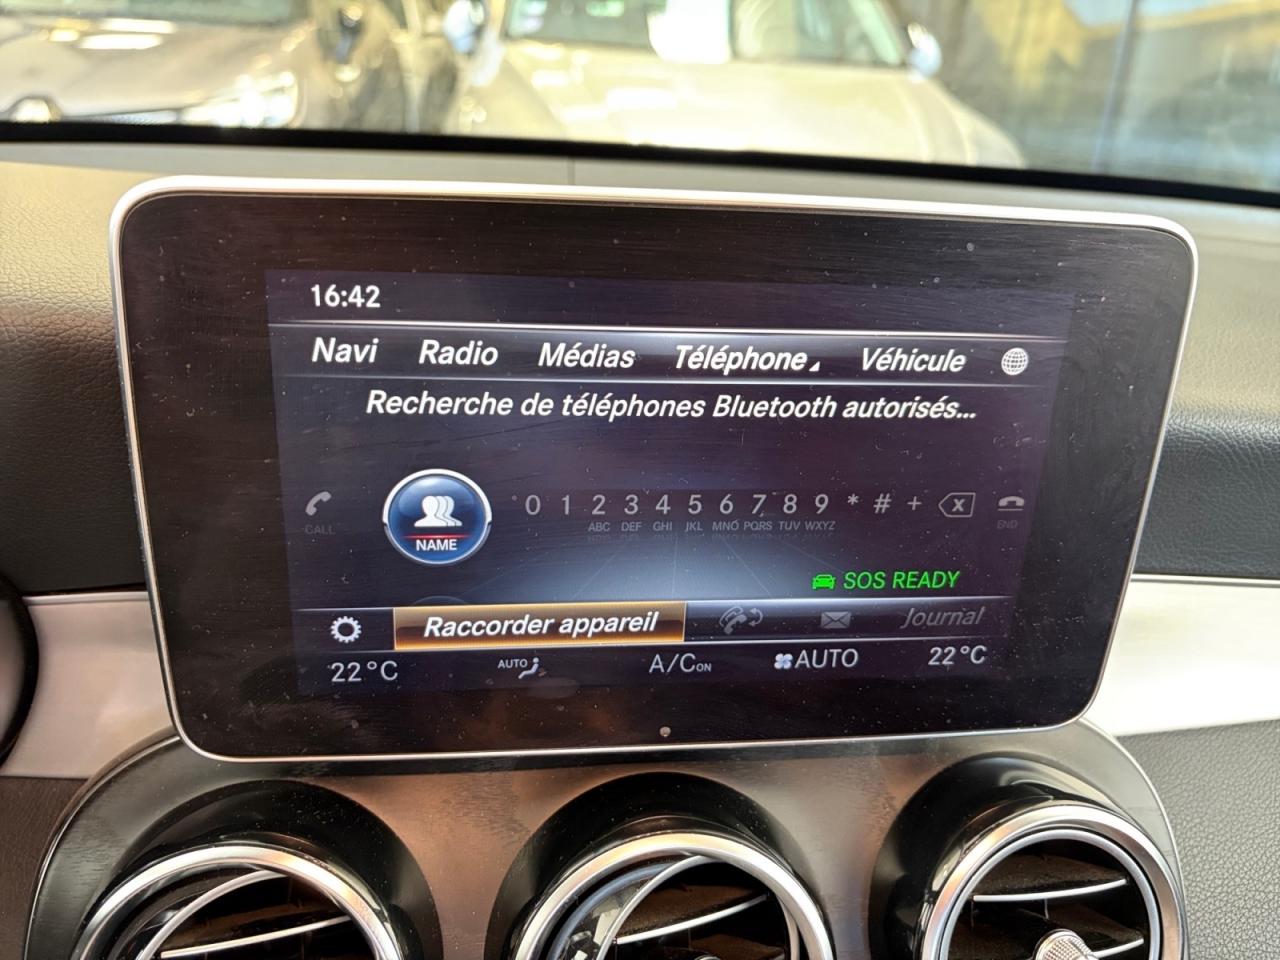 16:42
Navi Radio Médias Téléphone Véhicule
Recherche de téléphones Bluetooth autorisés...
0 1 2 3 4 5 6 7 8 9 * # +
CALL ABC DEF GHI JKL MNO PQRS TUV WXYZ END
NAME
SOS READY
Raccorder appareil Journal
22°C AUTO A/C ON AUTO 22°C